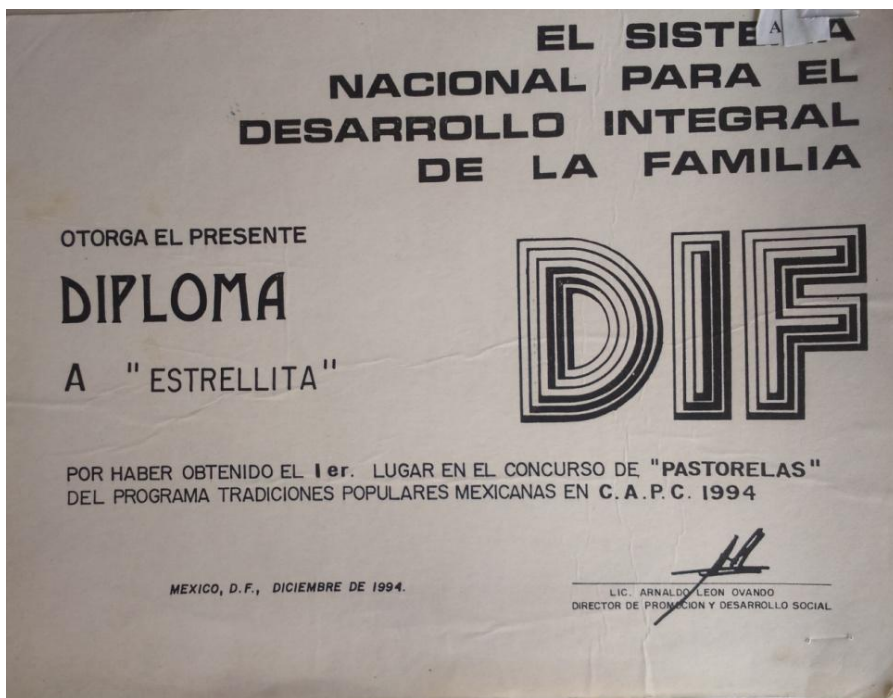 EL SISTEMA
NACIONAL PARA EL
DESARROLLO INTEGRAL
DE LA FAMILIA
A
OTORGA EL PRESENTE
DIPLOMA
A "ESTRELLITA"
DIF
POR HABER OBTENIDO EL 1er. LUGAR EN EL CONCURSO DE "PASTORELAS"
DEL PROGRAMA TRADICIONES POPULARES MEXICANAS EN C.A.P.C. 1994
MEXICO, D.F., DICIEMBRE DE 1994.
LIC. ARNALDO LEON OVANDO
DIRECTOR DE PROMOCION Y DESARROLLO SOCIAL